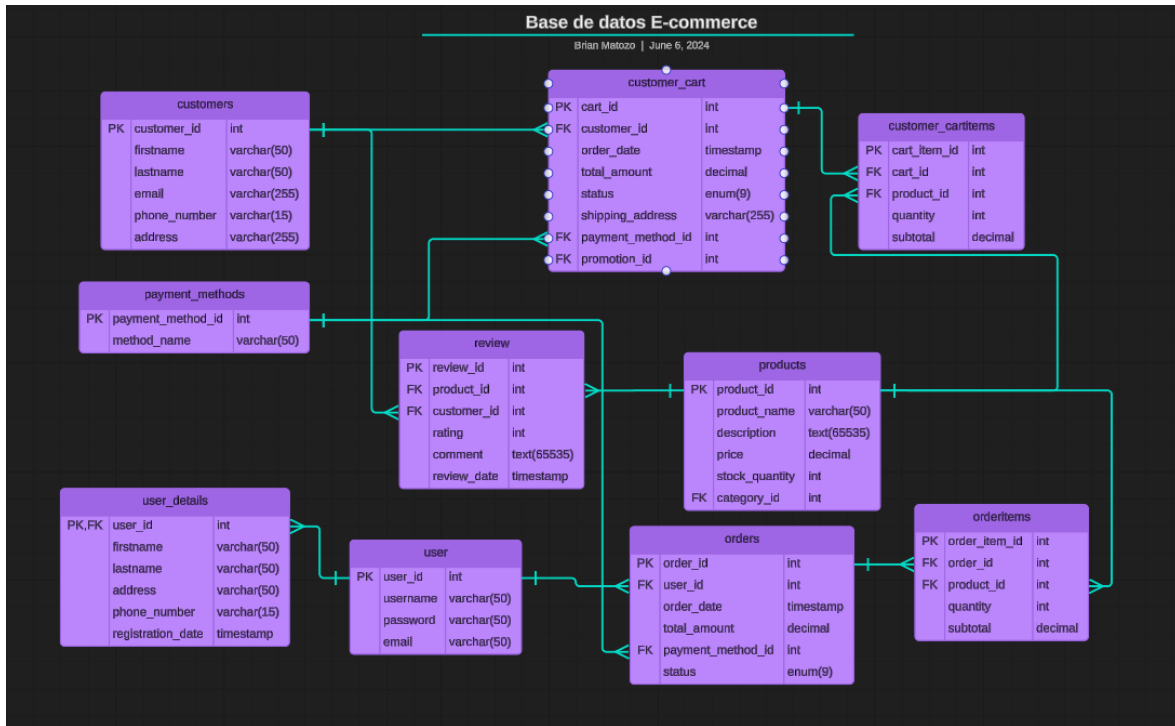 Base de datos E-commerce
Brian Matozo | June 6, 2024
customers
PK customer_id int
firstname varchar(50)
lastname varchar(50)
email varchar(255)
phone_number varchar(15)
address varchar(255)
customer_cart
PK cart_id int
FK customer_id int
order_date timestamp
total_amount decimal
status enum(9)
shipping_address varchar(255)
FK payment_method_id int
FK promotion_id int
customer_cartitems
PK cart_item_id int
FK cart_id int
FK product_id int
quantity int
subtotal decimal
payment_methods
PK payment_method_id int
method_name varchar(50)
review
PK review_id int
FK product_id int
FK customer_id int
rating int
comment text(65535)
review_date timestamp
products
PK product_id int
product_name varchar(50)
description text(65535)
price decimal
stock_quantity int
FK category_id int
user_details
PK,FK user_id int
firstname varchar(50)
lastname varchar(50)
address varchar(50)
phone_number varchar(15)
registration_date timestamp
user
PK user_id int
username varchar(50)
password varchar(50)
email varchar(50)
orders
PK order_id int
FK user_id int
order_date timestamp
total_amount decimal
FK payment_method_id int
status enum(9)
orderitems
PK order_item_id int
FK order_id int
FK product_id int
quantity int
subtotal decimal